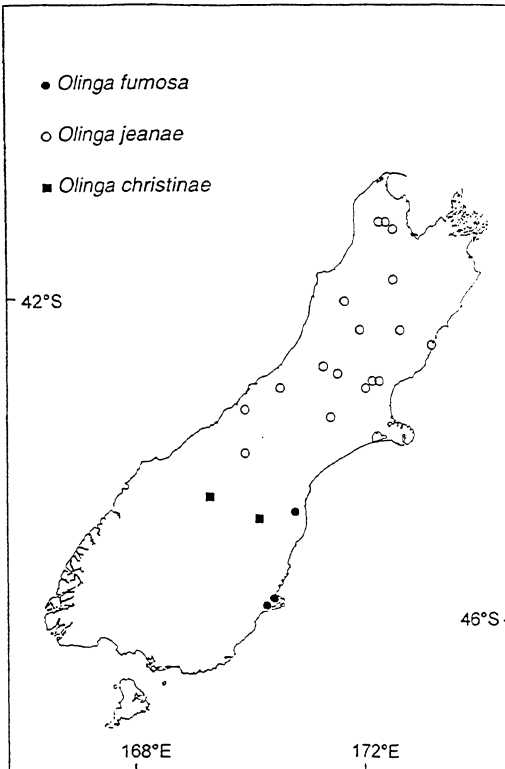 Olinga fumosa
Olinga jeanae
Olinga christinae
42°S
46°S
168°E
172°E